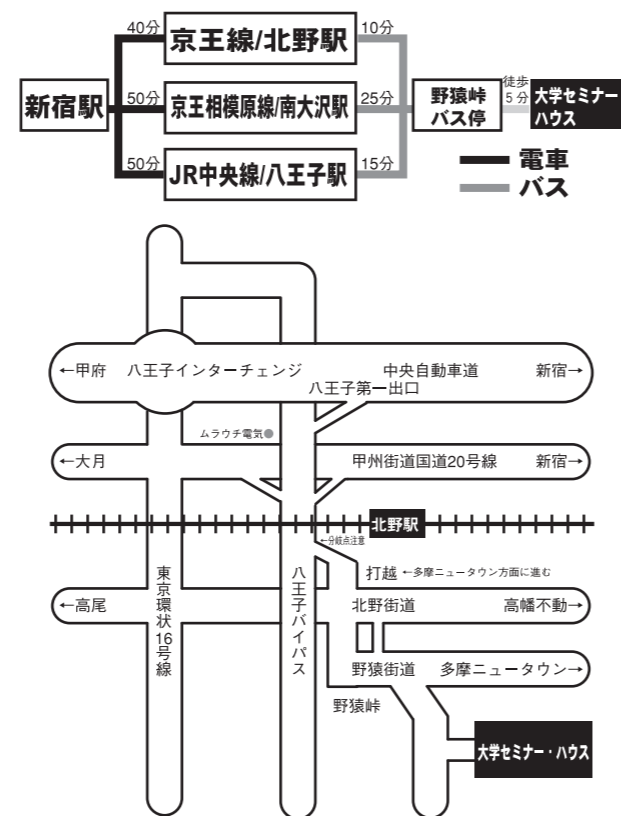 40分
京王線/北野駅
10分
新宿駅
50分
京王相模原線/南大沢駅
25分
野猿峠
バス停
徒歩
5分
大学セミナー
ハウス
50分
JR中央線/八王子駅
15分
電車
バス
←甲府
八王子インターチェンジ
中央自動車道
新宿→
八王子第一出口
ムラウチ電気
←大月
甲州街道国道20号線
新宿→
北野駅
←分岐点注意
東京環状16号線
八王子バイパス
打越
←多摩ニュータウン方面に進む
←高尾
北野街道
高幡不動→
野猿街道
多摩ニュータウン→
野猿峠
大学セミナー・ハウス